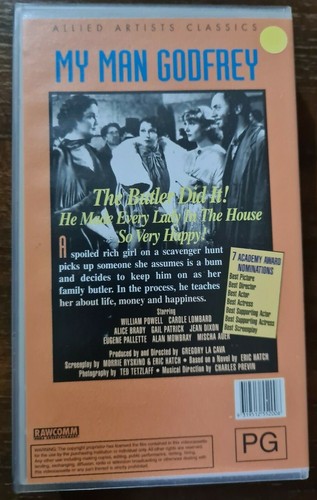 ALLIED ARTISTS CLASSICS
MY MAN GODFREY
The Butler Did It!
He Made Every Lady In The House
So Very Happy!
A spoiled rich girl on a scavenger hunt
picks up someone she assumes is a bum
and decides to keep him on as her
family butler. In the process, he teaches
her about life, money and happiness.
7 ACADEMY AWARD
NOMINATIONS
Best Picture
Best Director
Best Actor
Best Actress
Best Supporting Actor
Best Supporting Actress
Best Screenplay
Starring
WILLIAM POWELL CAROLE LOMBARD
ALICE BRADY GAIL PATRICK JEAN DIXON
EUGENE PALLETTE ALAN MOWBRAY MISCHA AUER
Produced by and Directed by GREGORY LA CAVA
Screenplay by MORRIE RYSKIND & ERIC HATCH • Based on a Novel by ERIC HATCH
Photography by TED TETZLAFF • Musical Direction by CHARLES PREVIN
RAWCOMM
PG